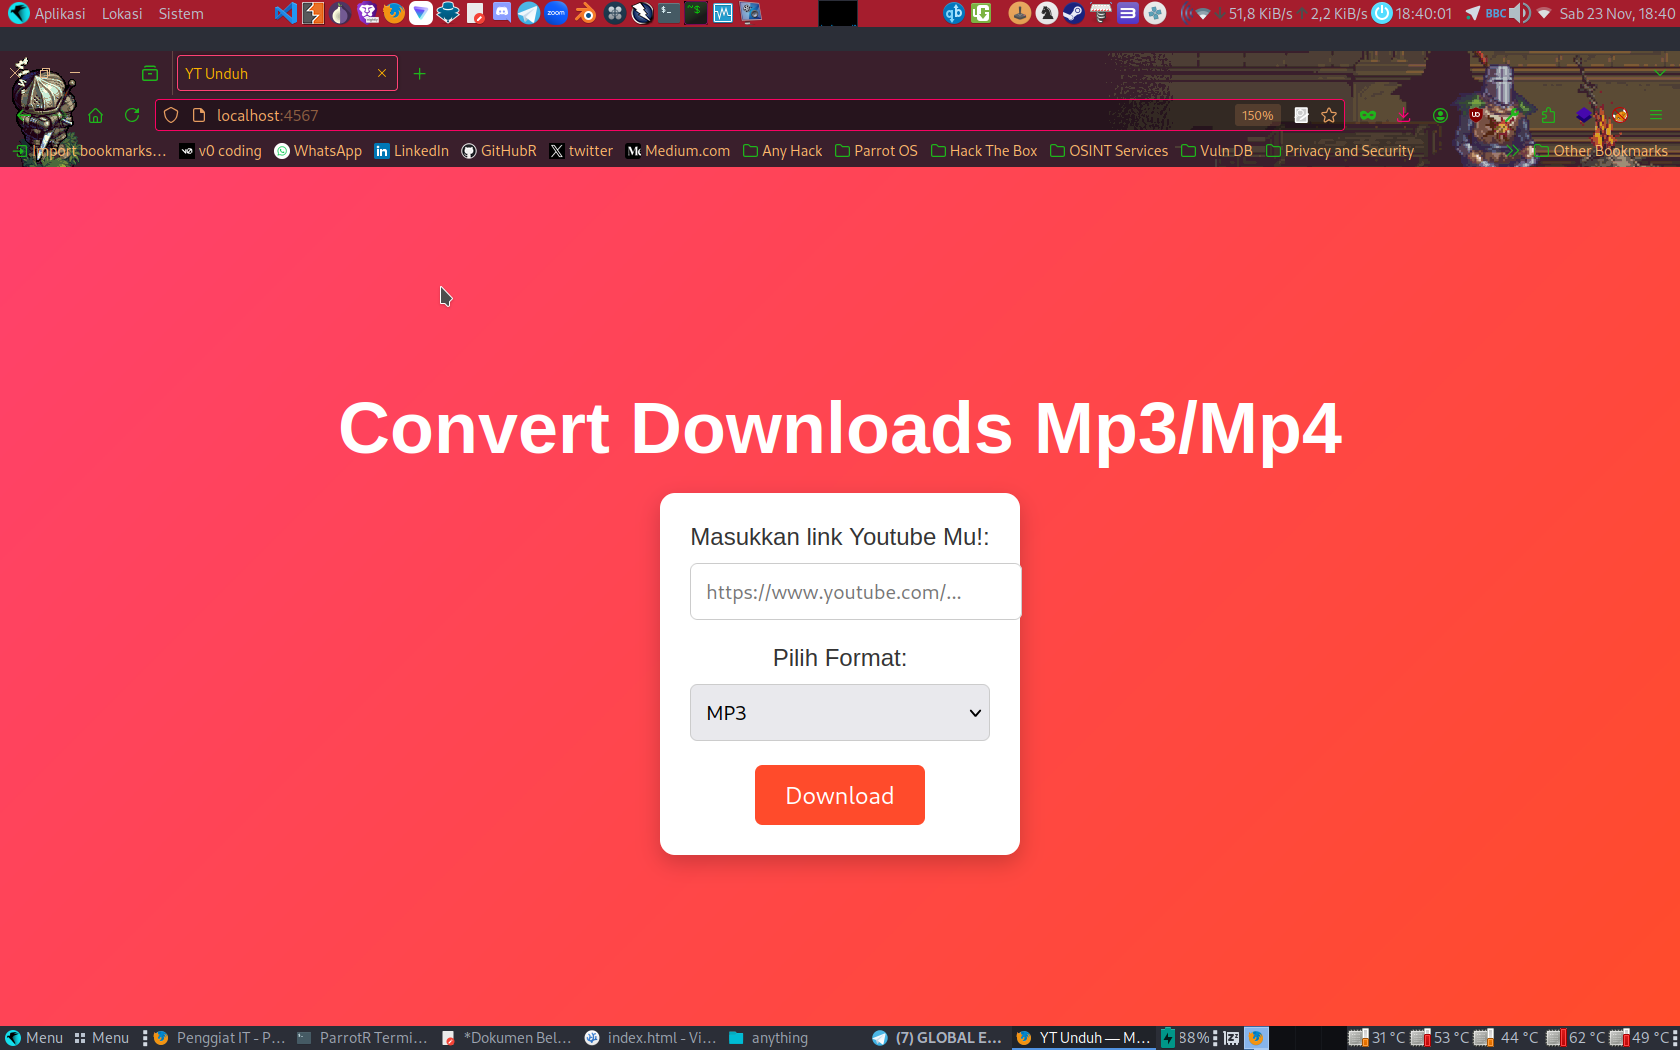 Aplikasi Lokasi Sistem 51,8 KiB/s 2,2 KiB/s 18:40:01 BBC Sab 23 Nov, 18:40
YT Unduh
localhost:4567 150%
Import bookmarks... v0 coding WhatsApp LinkedIn GitHubR twitter Medium.com Any Hack Parrot OS Hack The Box OSINT Services Vuln DB Privacy and Security Other Bookmarks
Convert Downloads Mp3/Mp4
Masukkan link Youtube Mu!:
https://www.youtube.com/...
Pilih Format:
MP3
Download
Menu Menu Penggiat IT - P... ParrotR Termi... *Dokumen Bel... index.html - Vi... anything (7) GLOBAL E... YT Unduh — M... 88% 31 °C 53 °C 44 °C 62 °C 49 °C